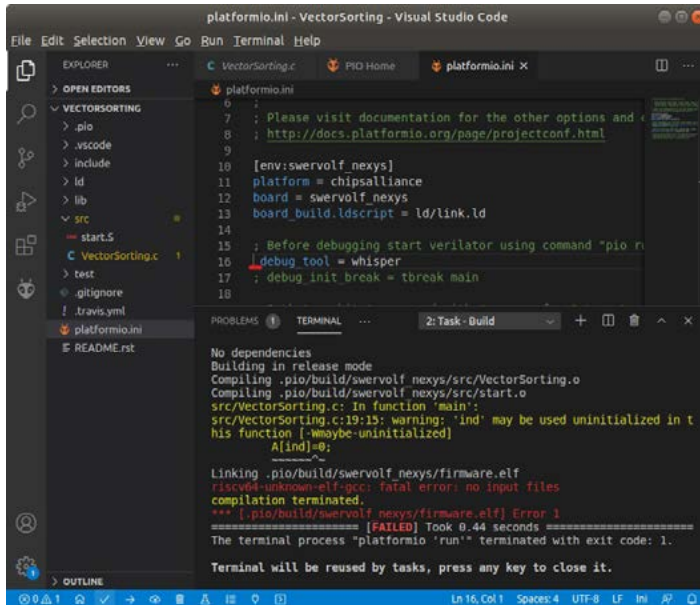 platformio.ini - VectorSorting - Visual Studio Code
File Edit Selection View Go Run Terminal Help
EXPLORER ...
OPEN EDITORS
VECTORSORTING
.pio
.vscode
include
ld
lib
src
start.S
C VectorSorting.c 1
test
.gitignore
! .travis.yml
platformio.ini
README.rst
OUTLINE
C VectorSorting.c
PIO Home
platformio.ini ×
platformio.ini
6 ;
7 ; Please visit documentation for the other options and
8 ; http://docs.platformio.org/page/projectconf.html
9
10 [env:swervolf_nexys]
11 platform = chipsalliance
12 board = swervolf_nexys
13 board_build.ldscript = ld/link.ld
14
15 ; Before debugging start verilator using command "pio ru
16 debug_tool = whisper
17 ; debug_init_break = tbreak main
18
PROBLEMS 1 TERMINAL ... 2: Task - Build
No dependencies
Building in release mode
Compiling .pio/build/swervolf_nexys/src/VectorSorting.o
Compiling .pio/build/swervolf_nexys/src/start.o
src/VectorSorting.c: In function 'main':
src/VectorSorting.c:19:15: warning: 'ind' may be used uninitialized in t
his function [-Wmaybe-uninitialized]
A[ind]=0;
~~~~~~^~
Linking .pio/build/swervolf_nexys/firmware.elf
riscv64-unknown-elf-gcc: fatal error: no input files
compilation terminated.
*** [.pio/build/swervolf_nexys/firmware.elf] Error 1
====================== [FAILED] Took 0.44 seconds ======================
The terminal process "platformio 'run'" terminated with exit code: 1.
Terminal will be reused by tasks, press any key to close it.
0 1 Ln 16, Col 1 Spaces: 4 UTF-8 LF Ini